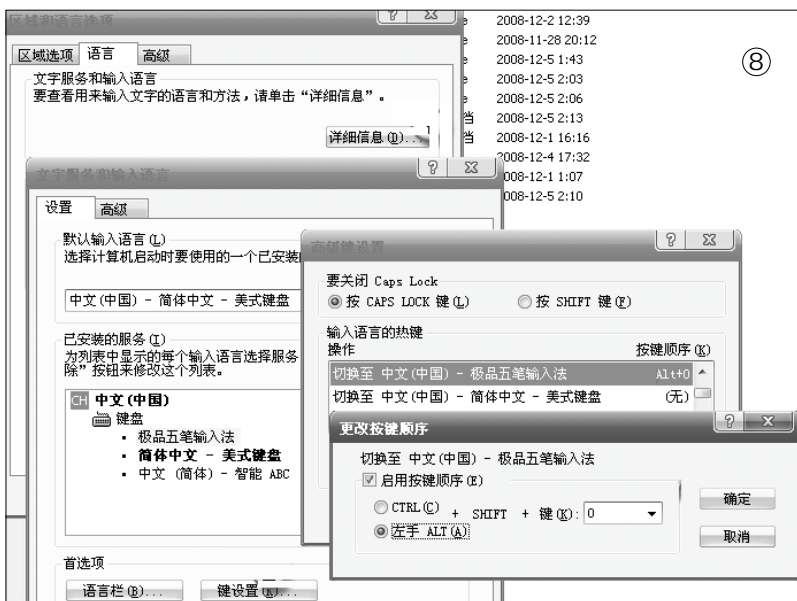 区域和语言选项
区域选项 语言 高级
文字服务和输入语言
要查看用来输入文字的语言和方法，请单击“详细信息”。
详细信息(D)...
文字服务和输入语言
设置 高级
默认输入语言(L)
选择计算机启动时要使用的一个已安装
中文(中国) - 简体中文 - 美式键盘
已安装的服务(I)
为列表中显示的每个输入语言选择服务
除”按钮来修改这个列表。
CH 中文(中国)
键盘
• 极品五笔输入法
• 简体中文 - 美式键盘
• 中文 (简体) - 智能 ABC
首选项
语言栏(B)... 键设置(K)...
高级键设置
要关闭 Caps Lock
按 CAPS LOCK 键(L) 按 SHIFT 键(F)
输入语言的热键
操作 按键顺序(K)
切换至 中文(中国) - 极品五笔输入法 Alt+0
切换至 中文(中国) - 简体中文 - 美式键盘 (无)
更改按键顺序
切换至 中文(中国) - 极品五笔输入法
启用按键顺序(E)
CTRL(C) + SHIFT + 键(K): 0
左手 ALT(A)
确定
取消
2008-12-2 12:39
2008-11-28 20:12
2008-12-5 1:43
2008-12-5 2:03
2008-12-5 2:06
档 2008-12-5 2:13
档 2008-12-1 16:16
2008-12-4 17:32
008-12-1 1:07
008-12-5 2:10
⑧